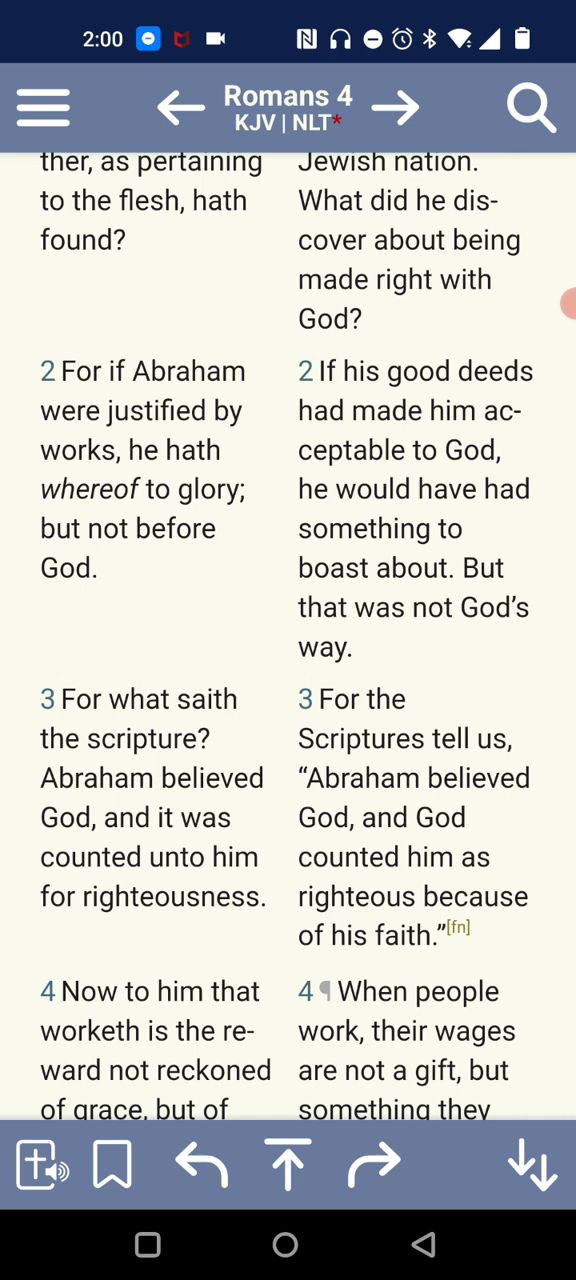 2:00
Romans 4
KJV | NLT*
ther, as pertaining
to the flesh, hath
found?
2 For if Abraham
were justified by
works, he hath
whereof to glory;
but not before
God.
3 For what saith
the scripture?
Abraham believed
God, and it was
counted unto him
for righteousness.
4 Now to him that
worketh is the re-
ward not reckoned
of grace, but of
Jewish nation.
What did he dis-
cover about being
made right with
God?
2 If his good deeds
had made him ac-
ceptable to God,
he would have had
something to
boast about. But
that was not God’s
way.
3 For the
Scriptures tell us,
“Abraham believed
God, and God
counted him as
righteous because
of his faith.”[fn]
4 ¶ When people
work, their wages
are not a gift, but
something they